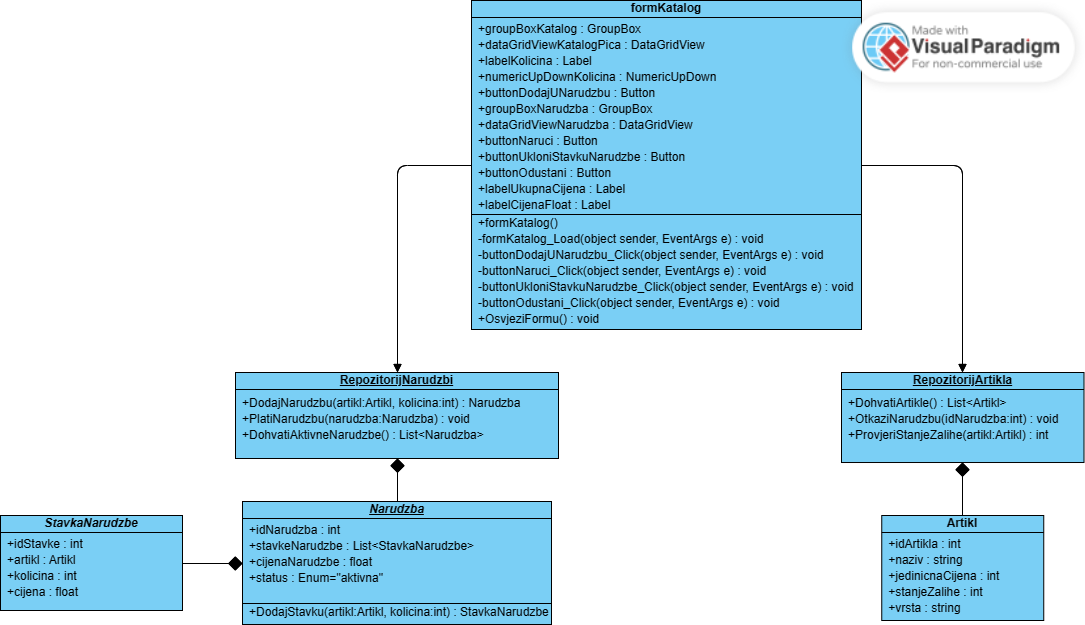 formKatalog
+groupBoxKatalog : GroupBox
+dataGridViewKatalogPica : DataGridView
+labelKolicina : Label
+numericUpDownKolicina : NumericUpDown
+buttonDodajUNarudzbu : Button
+groupBoxNarudzba : GroupBox
+dataGridViewNarudzba : DataGridView
+buttonNaruci : Button
+buttonUkloniStavkuNarudzbe : Button
+buttonOdustani : Button
+labelUkupnaCijena : Label
+labelCijenaFloat : Label
+formKatalog()
-formKatalog_Load(object sender, EventArgs e) : void
-buttonDodajUNarudzbu_Click(object sender, EventArgs e) : void
-buttonNaruci_Click(object sender, EventArgs e) : void
-buttonUkloniStavkuNarudzbe_Click(object sender, EventArgs e) : void
-buttonOdustani_Click(object sender, EventArgs e) : void
+OsvjeziFormu() : void
Made with
VisualParadigm
For non-commercial use
RepozitorijNarudzbi
+DodajNarudzbu(artikl:Artikl, kolicina:int) : Narudzba
+PlatiNarudzbu(narudzba:Narudzba) : void
+DohvatiAktivneNarudzbe() : List<Narudzba>
RepozitorijArtikla
+DohvatiArtikle() : List<Artikl>
+OtkaziNarudzbu(idNarudzba:int) : void
+ProvjeriStanjeZalihe(artikl:Artikl) : int
StavkaNarudzbe
+idStavke : int
+artikl : Artikl
+kolicina : int
+cijena : float
Narudzba
+idNarudzba : int
+stavkeNarudzbe : List<StavkaNarudzbe>
+cijenaNarudzbe : float
+status : Enum="aktivna"
+DodajStavku(artikl:Artikl, kolicina:int) : StavkaNarudzbe
Artikl
+idArtikla : int
+naziv : string
+jedinicnaCijena : int
+stanjeZalihe : int
+vrsta : string